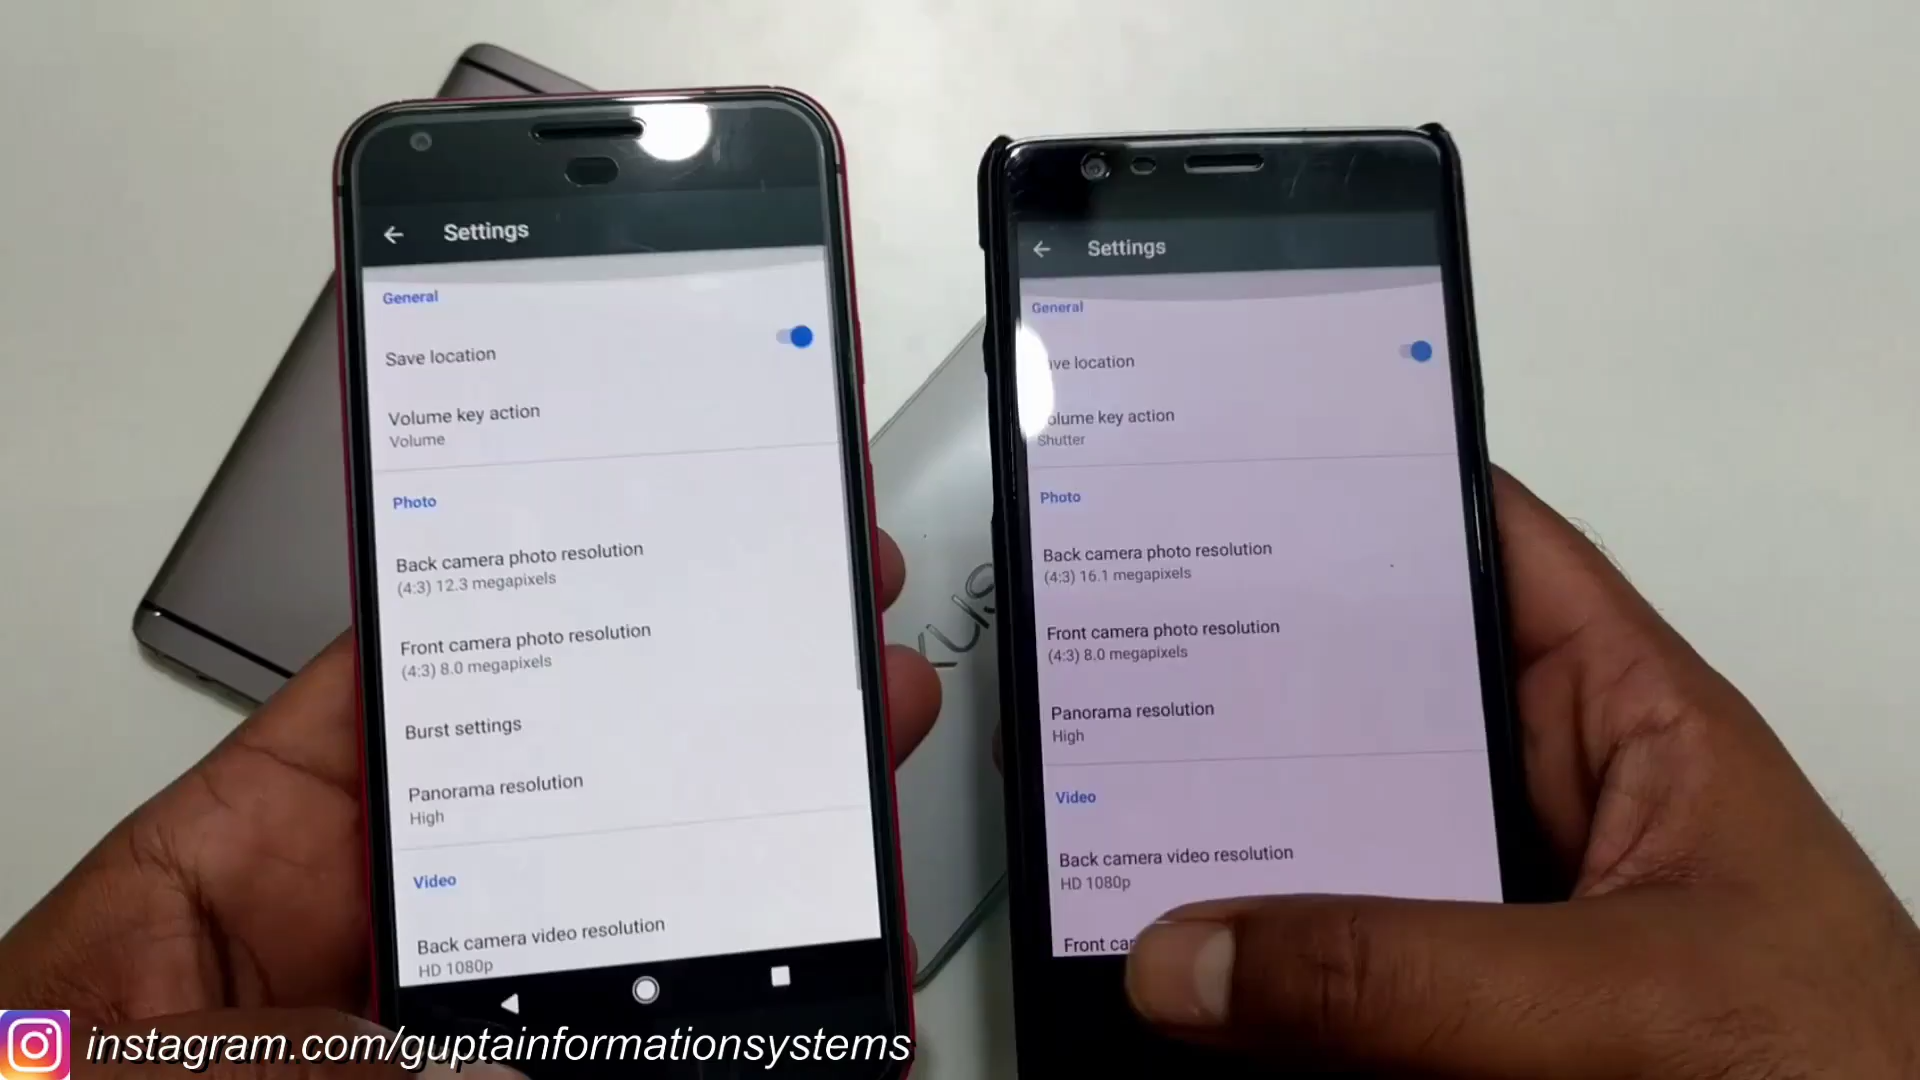 Settings
General
Save location
Volume key action
Volume
Photo
Back camera photo resolution
(4:3) 12.3 megapixels
Front camera photo resolution
(4:3) 8.0 megapixels
Burst settings
Panorama resolution
High
Video
Back camera video resolution
HD 1080p
Settings
General
ve location
olume key action
Shutter
Photo
Back camera photo resolution
(4:3) 16.1 megapixels
Front camera photo resolution
(4:3) 8.0 megapixels
Panorama resolution
High
Video
Back camera video resolution
HD 1080p
Front car
instagram.com/guptainformationsystems